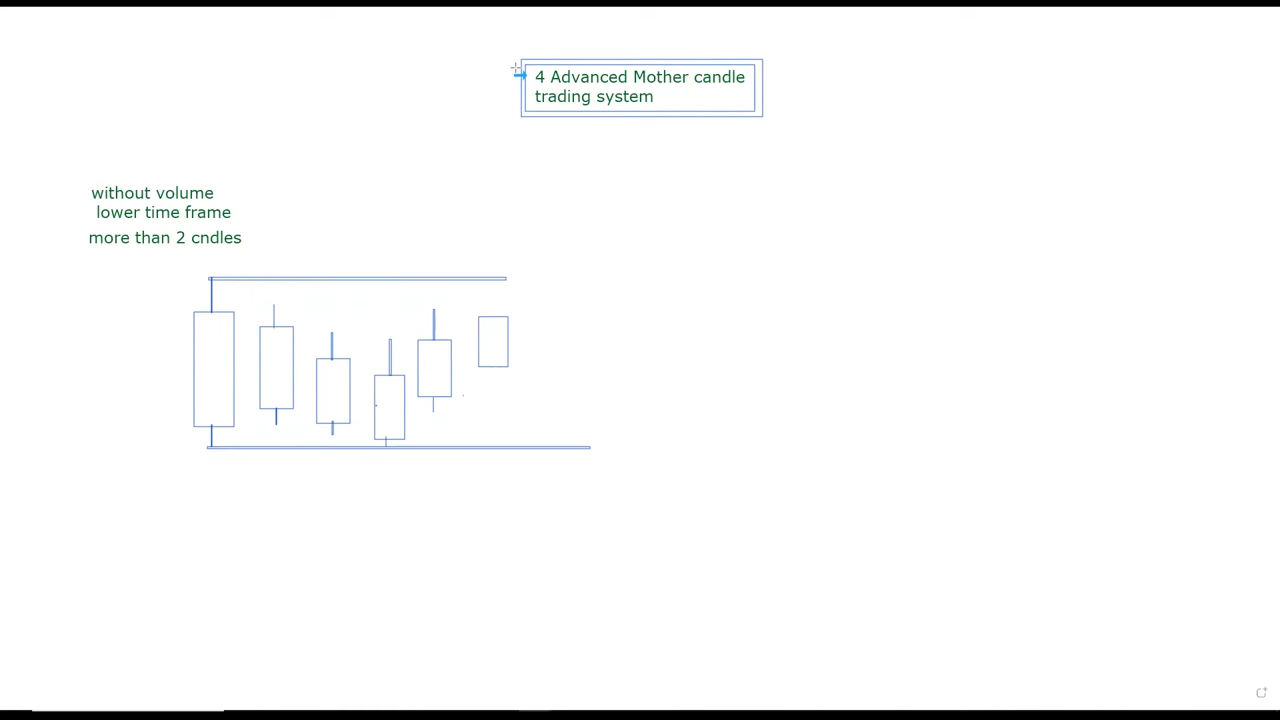 4 Advanced Mother candle
trading system
without volume
lower time frame
more than 2 cndles